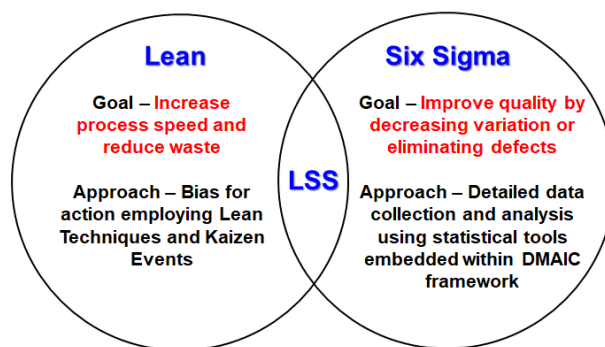 Lean
Goal – Increase
process speed and
reduce waste
Approach – Bias for
action employing Lean
Techniques and Kaizen
Events
LSS
Six Sigma
Goal – Improve quality by
decreasing variation or
eliminating defects
Approach – Detailed data
collection and analysis
using statistical tools
embedded within DMAIC
framework